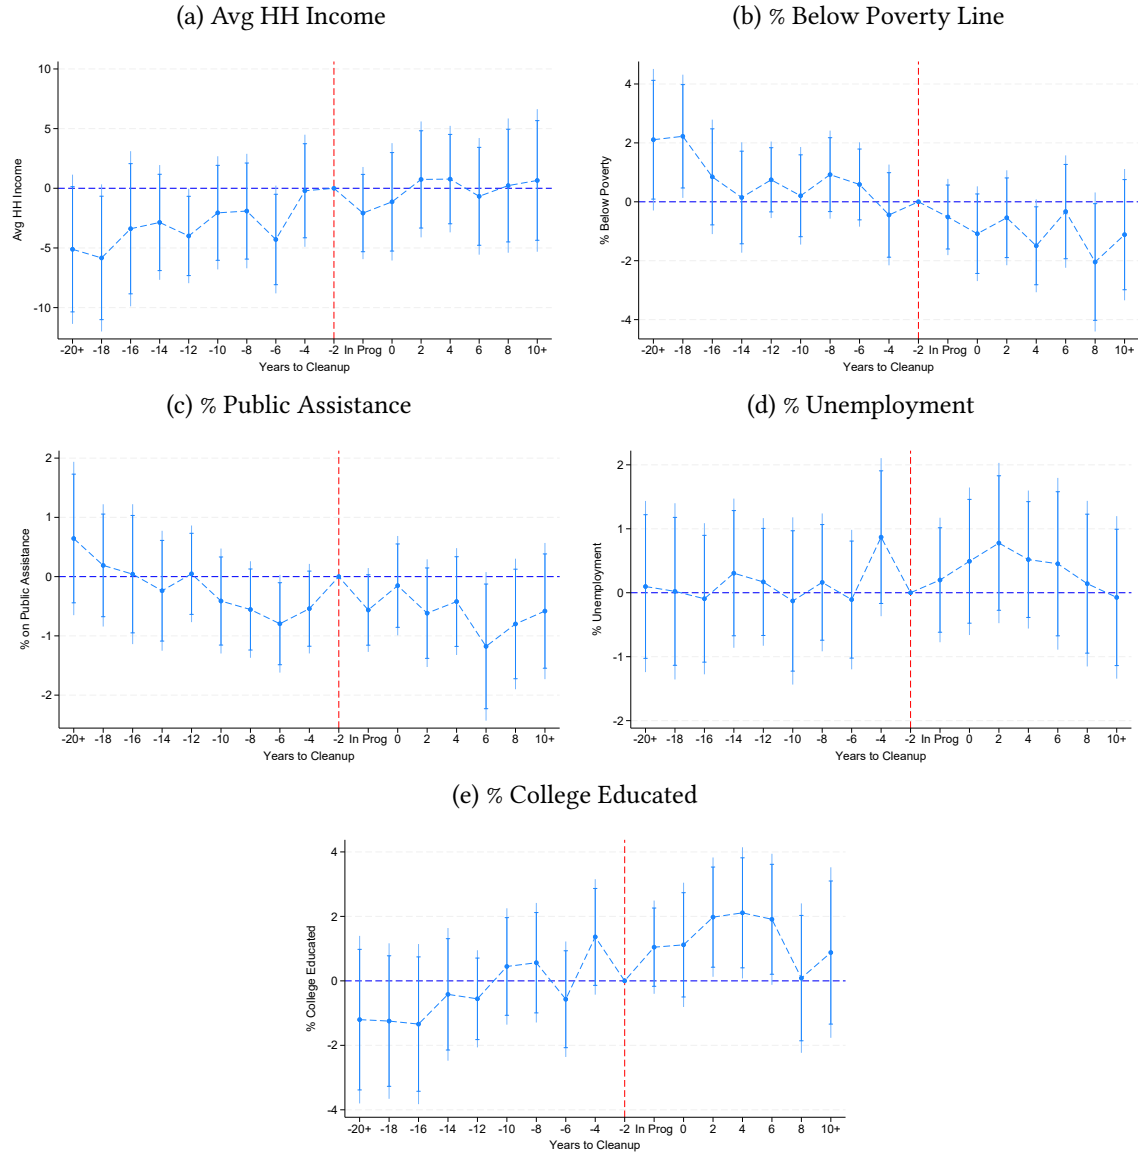 (a) Avg HH Income
(b) % Below Poverty Line
10
5
0
-5
-10
Avg HH Income
-20+ -18 -16 -14 -12 -10 -8 -6 -4 -2 In Prog 0 2 4 6 8 10+
Years to Cleanup
4
2
0
-2
-4
% Below Poverty
-20+ -18 -16 -14 -12 -10 -8 -6 -4 -2 In Prog 0 2 4 6 8 10+
Years to Cleanup
(c) % Public Assistance
(d) % Unemployment
2
1
0
-1
-2
% on Public Assistance
-20+ -18 -16 -14 -12 -10 -8 -6 -4 -2 In Prog 0 2 4 6 8 10+
Years to Cleanup
2
1
0
-1
-2
% Unemployment
-20+ -18 -16 -14 -12 -10 -8 -6 -4 -2 In Prog 0 2 4 6 8 10+
Years to Cleanup
(e) % College Educated
4
2
0
-2
-4
% College Educated
-20+ -18 -16 -14 -12 -10 -8 -6 -4 -2 In Prog 0 2 4 6 8 10+
Years to Cleanup